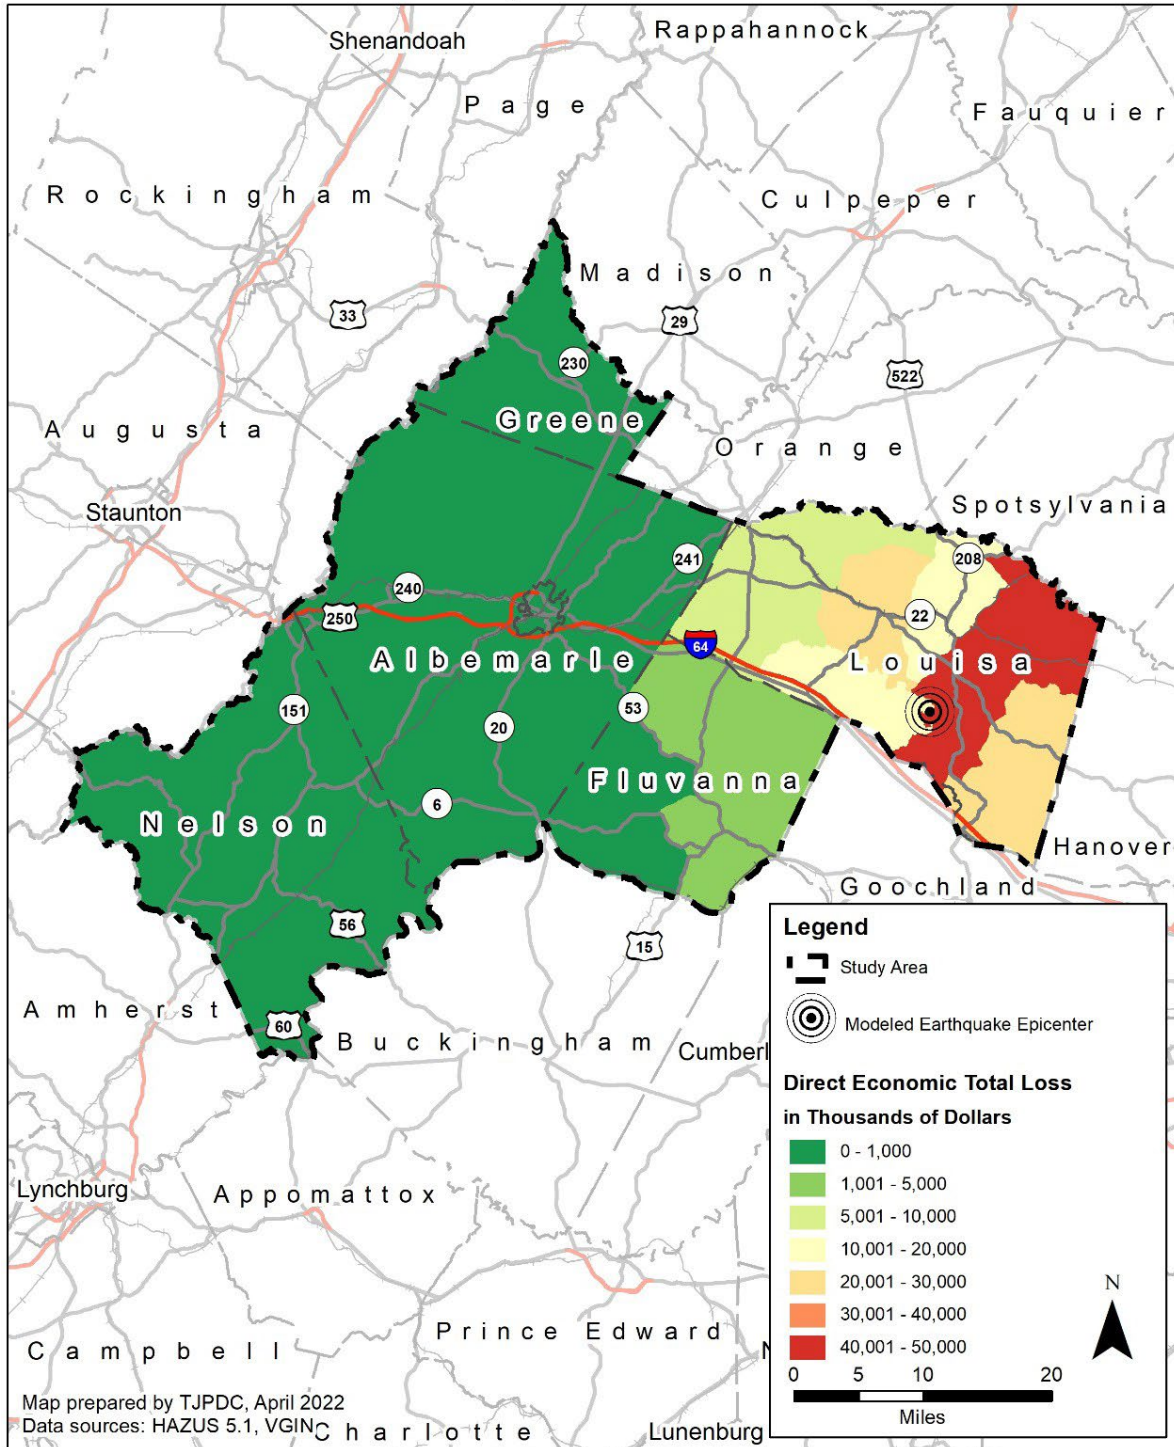 Rappahannock
Shenandoah
Page
Fauquier
Rockingham
Culpeper
Madison
33
29
230
522
Greene
Augusta
Orange
Spotsylvania
Staunton
241
208
240
250
22
64
Albemarle
Louisa
151
53
20
Fluvanna
6
Nelson
Hanover
Goochland
56
15
Amherst
60
Buckingham
Cumberl
Lynchburg
Appomattox
Prince Edward
N
Campbell
Charlotte
Lunenburg
Map prepared by TJPDC, April 2022
Data sources: HAZUS 5.1, VGIN
Legend
Study Area
Modeled Earthquake Epicenter
Direct Economic Total Loss
in Thousands of Dollars
0 - 1,000
1,001 - 5,000
5,001 - 10,000
10,001 - 20,000
20,001 - 30,000
30,001 - 40,000
40,001 - 50,000
N
0 5 10 20
Miles